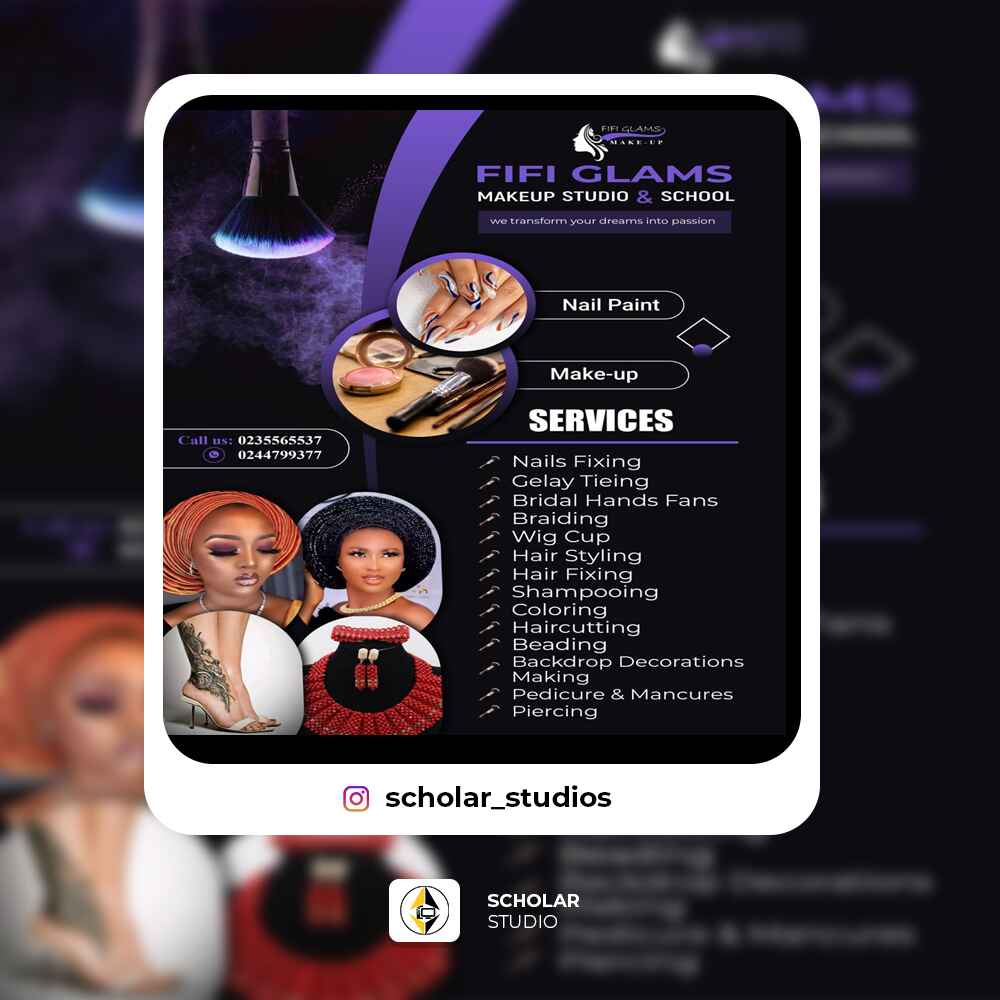 FIFI GLAMS
MAKE-UP
FIFI GLAMS
MAKEUP STUDIO & SCHOOL
we transform your dreams into passion
Nail Paint
Make-up
Call us: 0235565537
0244799377
SERVICES
Nails Fixing
Gelay Tieing
Bridal Hands Fans
Braiding
Wig Cup
Hair Styling
Hair Fixing
Shampooing
Coloring
Haircutting
Beading
Backdrop Decorations
Making
Pedicure & Mancures
Piercing
scholar_studios
SCHOLAR
STUDIO